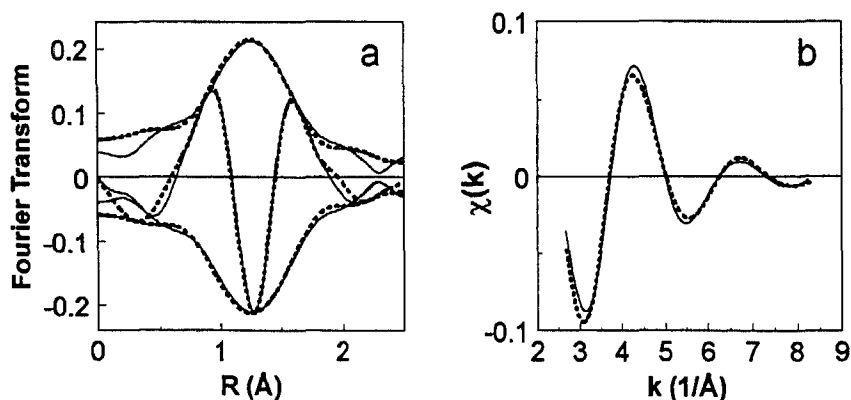 a
0.2
0.1
0
-0.1
-0.2
Fourier Transform
0 1 2
R (Å)
b
0.1
0
-0.1
χ(k)
2 3 4 5 6 7 8 9
k (1/Å)